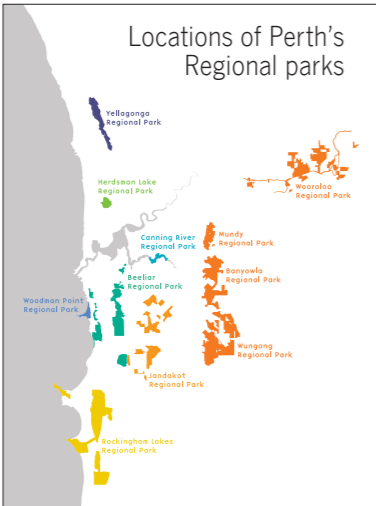 Locations of Perth's
Regional parks
Yellagonga
Regional Park
Herdsman Lake
Regional Park
Wooroloo
Regional Park
Canning River
Regional Park
Mundy
Regional Park
Banyowla
Regional Park
Beeliar
Regional Park
Woodman Point
Regional Park
Wungong
Regional Park
Jandakot
Regional Park
Rockingham Lakes
Regional Park